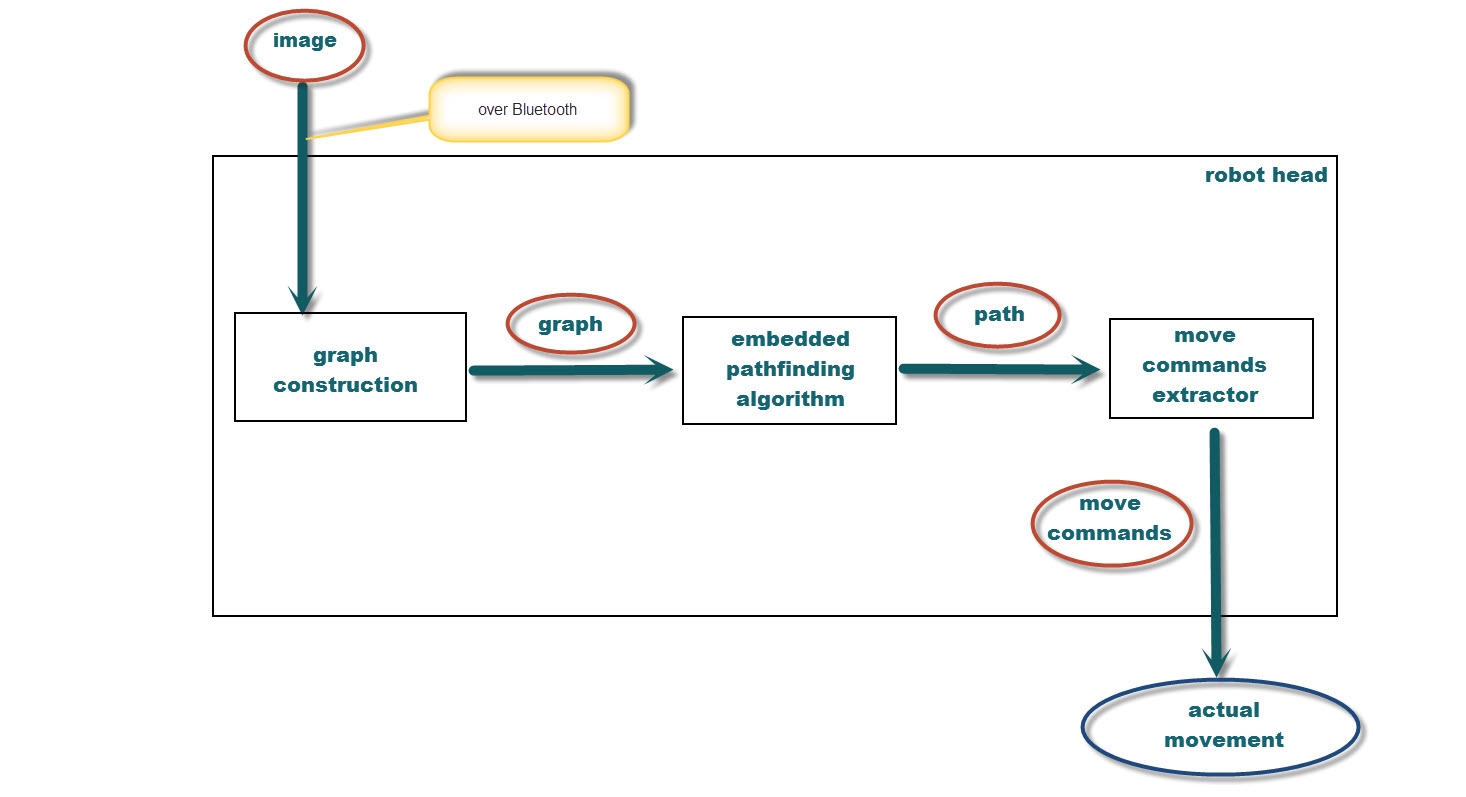 image
over Bluetooth
robot head
graph
construction
graph
embedded
pathfinding
algorithm
path
move
commands
extractor
move
commands
actual
movement